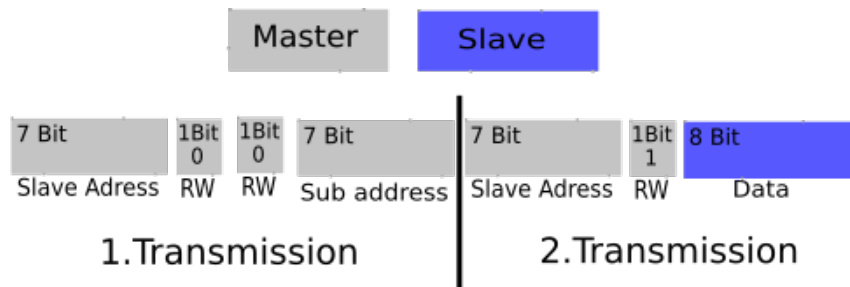 Master
Slave
7 Bit
1Bit
0
1Bit
0
7 Bit
7 Bit
1Bit
1
8 Bit
Slave Adress
RW
RW
Sub address
Slave Adress
RW
Data
1.Transmission
2.Transmission